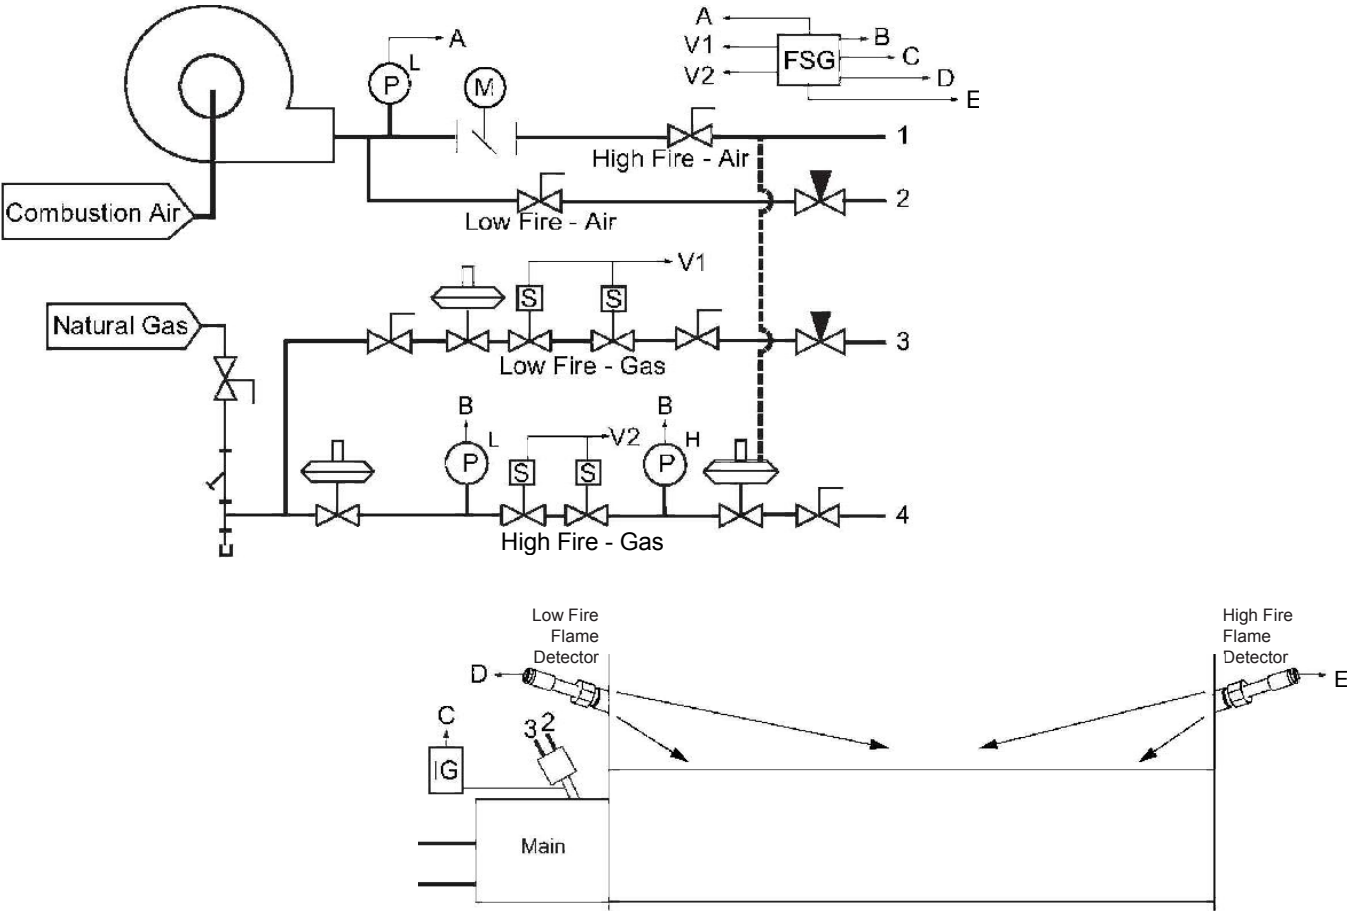 A
L
A
P
M
V1
V2
FSG
B
C
D
E
High Fire - Air
1
Combustion Air
2
Low Fire - Air
V1
S
S
Natural Gas
3
Low Fire - Gas
B
B
L
V2
H
P
P
S
S
4
High Fire - Gas
Low Fire
Flame
Detector
High Fire
Flame
Detector
D
E
C
3 2
IG
Main